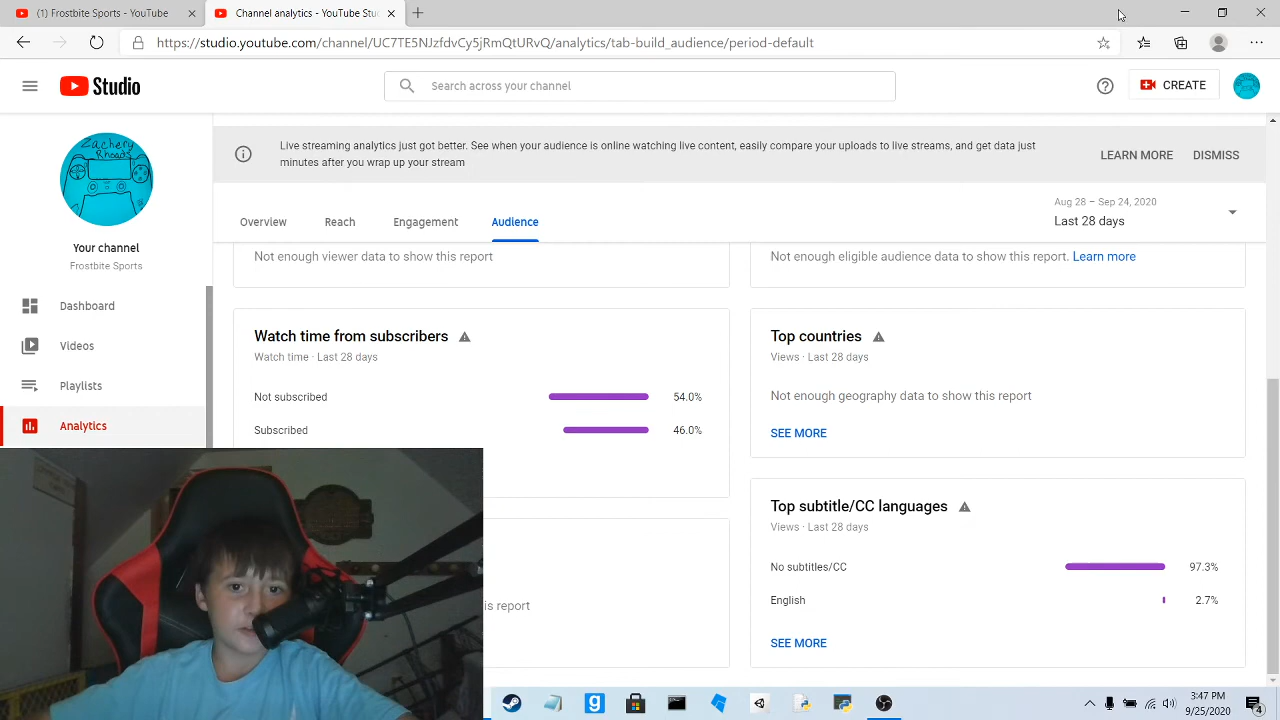 (1) Frostbite Sports - YouTube
Channel analytics - YouTube Stu
https://studio.youtube.com/channel/UC7TE5NJzfdvCy5jRmQtURvQ/analytics/tab-build_audience/period-default
Studio
Search across your channel
CREATE
Zachery
Rhoads
Your channel
Frostbite Sports
Dashboard
Videos
Playlists
Analytics
Live streaming analytics just got better. See when your audience is online watching live content, easily compare your uploads to live streams, and get data just
minutes after you wrap up your stream
LEARN MORE
DISMISS
Overview
Reach
Engagement
Audience
Aug 28 – Sep 24, 2020
Last 28 days
Not enough viewer data to show this report
Not enough eligible audience data to show this report. Learn more
Watch time from subscribers
Watch time · Last 28 days
Not subscribed 54.0%
Subscribed 46.0%
Top countries
Views · Last 28 days
Not enough geography data to show this report
SEE MORE
is report
Top subtitle/CC languages
Views · Last 28 days
No subtitles/CC 97.3%
English 2.7%
SEE MORE
3:47 PM
9/25/2020
4